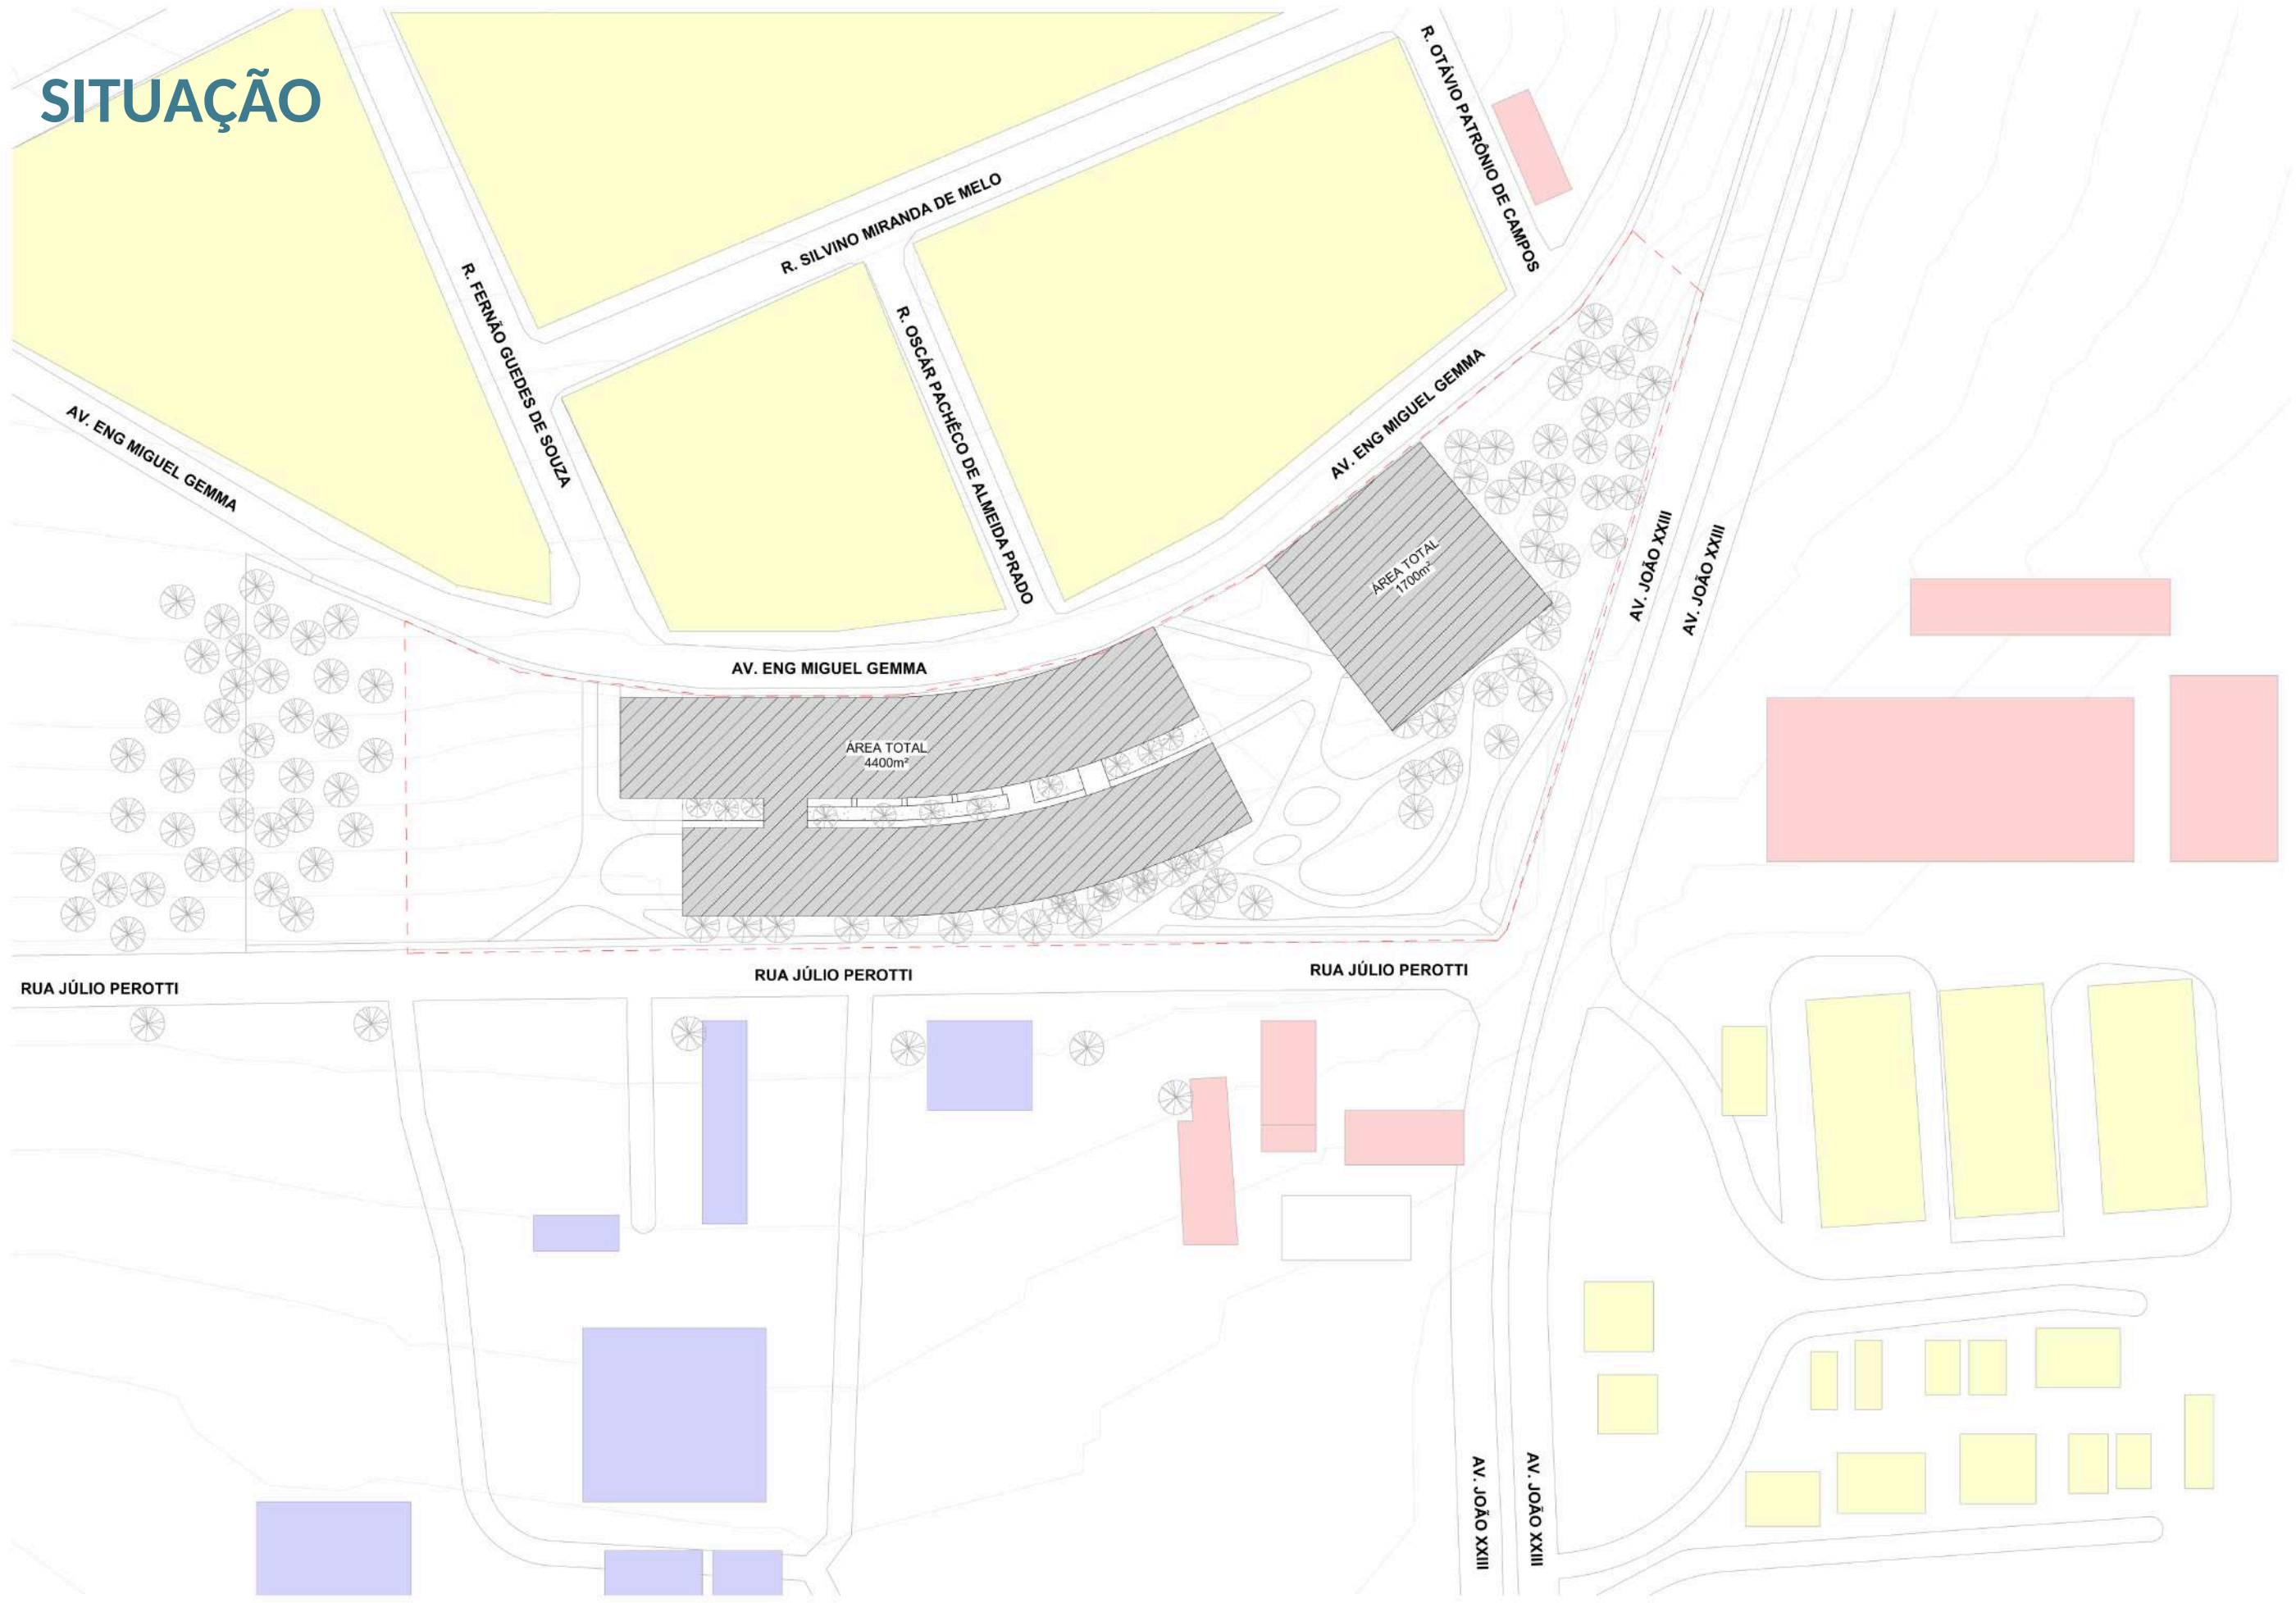 SITUAÇÃO
R. OTÁVIO PATRÔNIO DE CAMPOS
R. SILVINO MIRANDA DE MELO
R. FERNÃO GUEDES DE SOUZA
R. OSCÁR PACHÊCO DE ALMEIDA PRADO
AV. ENG MIGUEL GEMMA
AV. ENG MIGUEL GEMMA
AV. ENG MIGUEL GEMMA
ÁREA TOTAL
1700m²
AV. JOÃO XXIII
AV. JOÃO XXIII
ÁREA TOTAL
4400m²
RUA JÚLIO PEROTTI
RUA JÚLIO PEROTTI
RUA JÚLIO PEROTTI
AV. JOÃO XXIII
AV. JOÃO XXIII